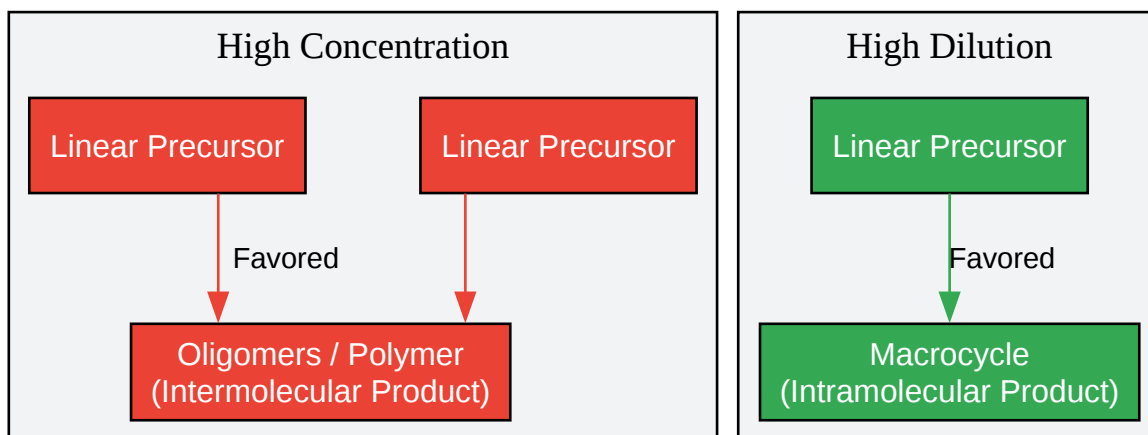 High Concentration
Linear Precursor
Linear Precursor
Favored
Oligomers / Polymer
(Intermolecular Product)
High Dilution
Linear Precursor
Favored
Macrocycle
(Intramolecular Product)